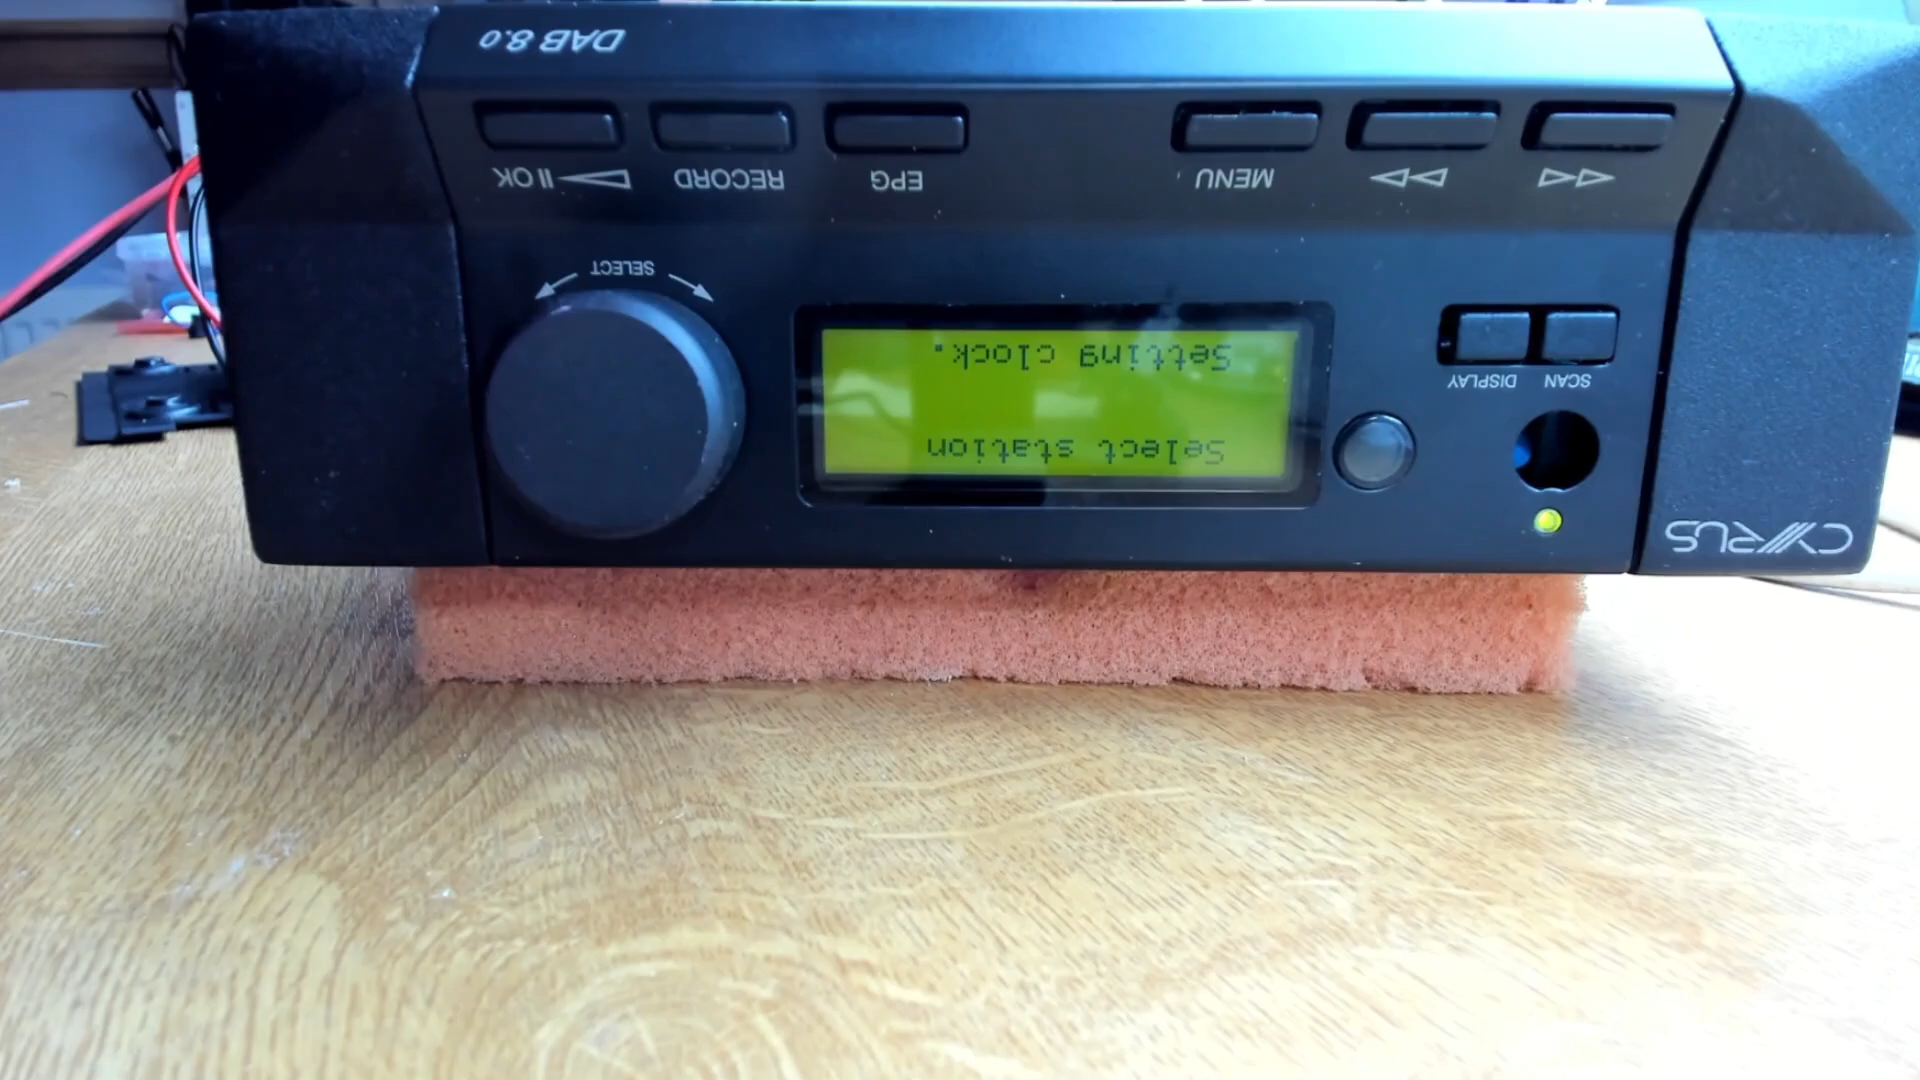 CYRUS
SCAN DISPLAY
Select station
Setting clock.
SELECT
MENU EPG RECORD II OK
DAB 8.0